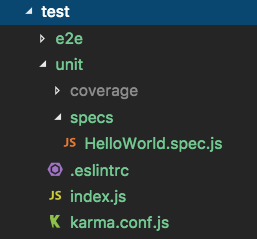 test
e2e
unit
coverage
specs
JS HelloWorld.spec.js
.eslintrc
JS index.js
karma.conf.js